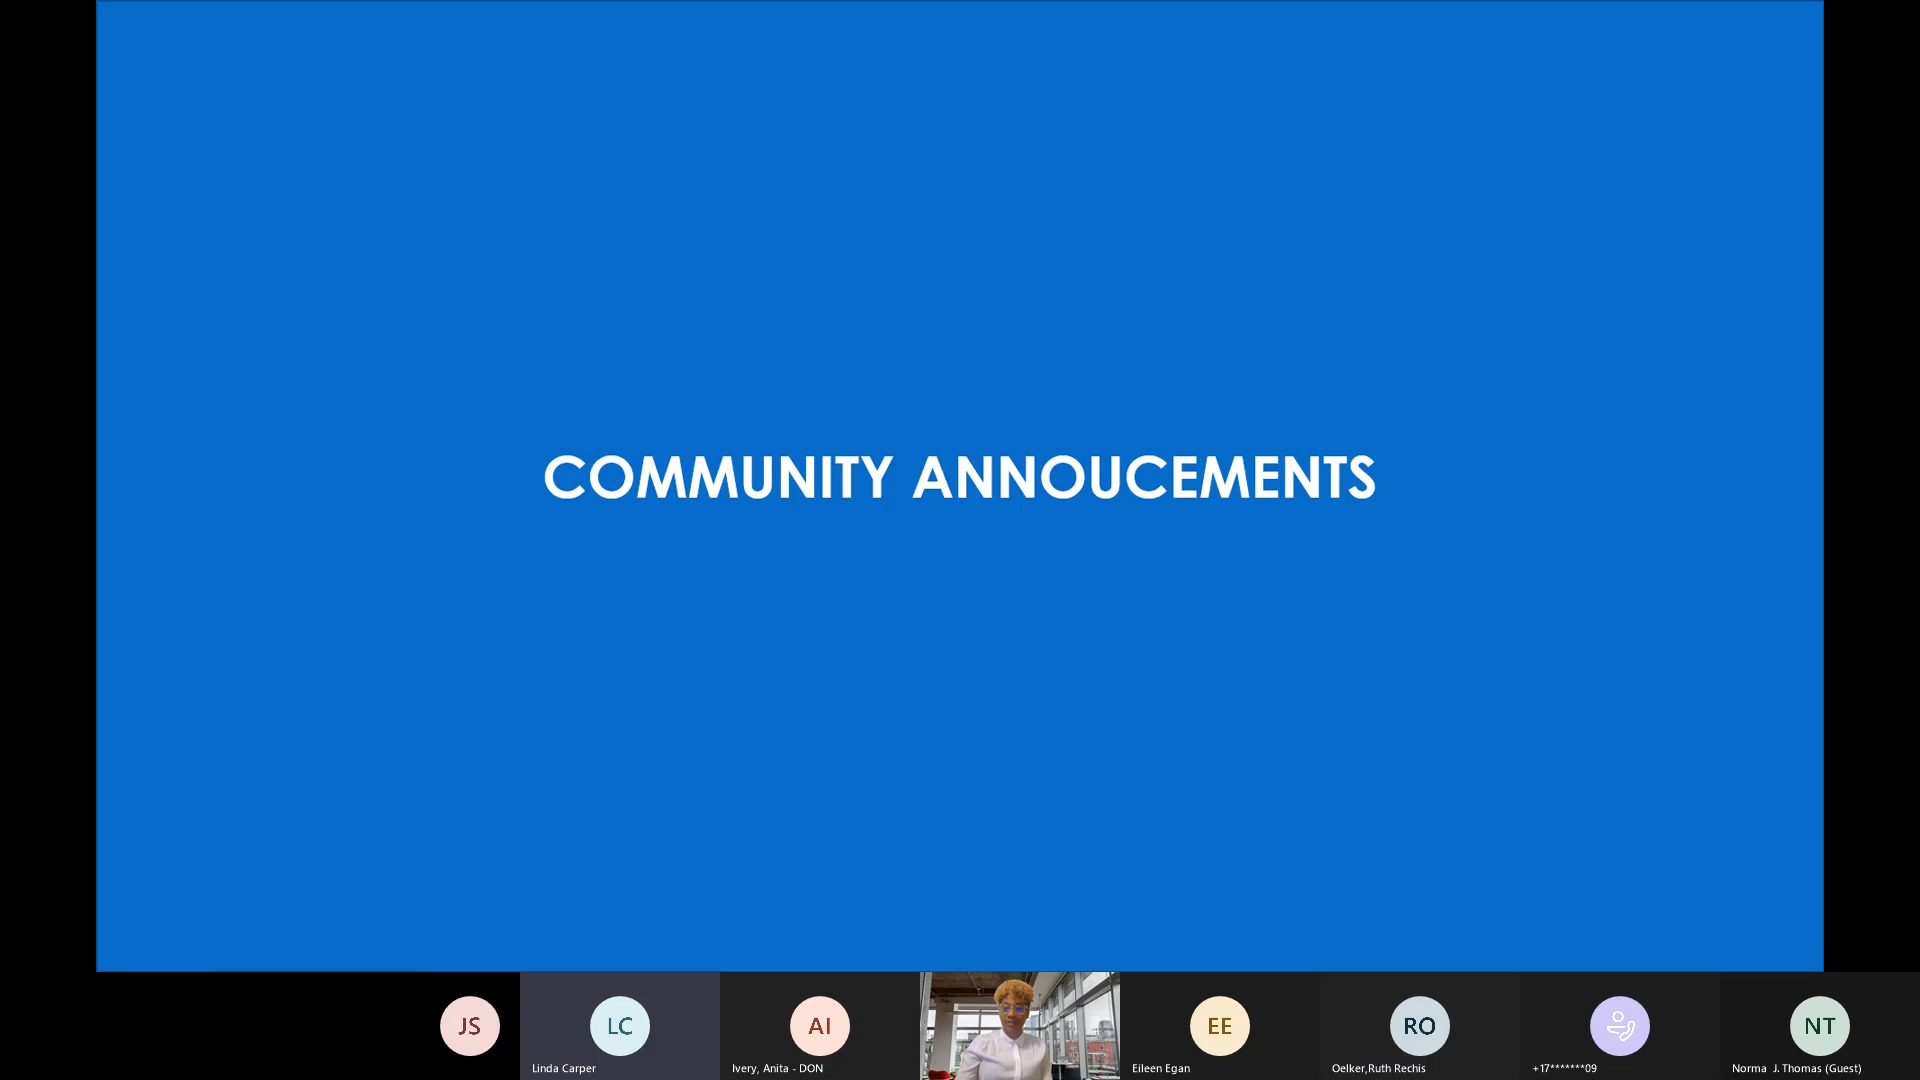 COMMUNITY ANNOUCEMENTS
JS
LC
AI
EE
RO
NT
Linda Carper
Ivery, Anita - DON
Eileen Egan
Oelker,Ruth Rechis
+17*******09
Norma J. Thomas (Guest)